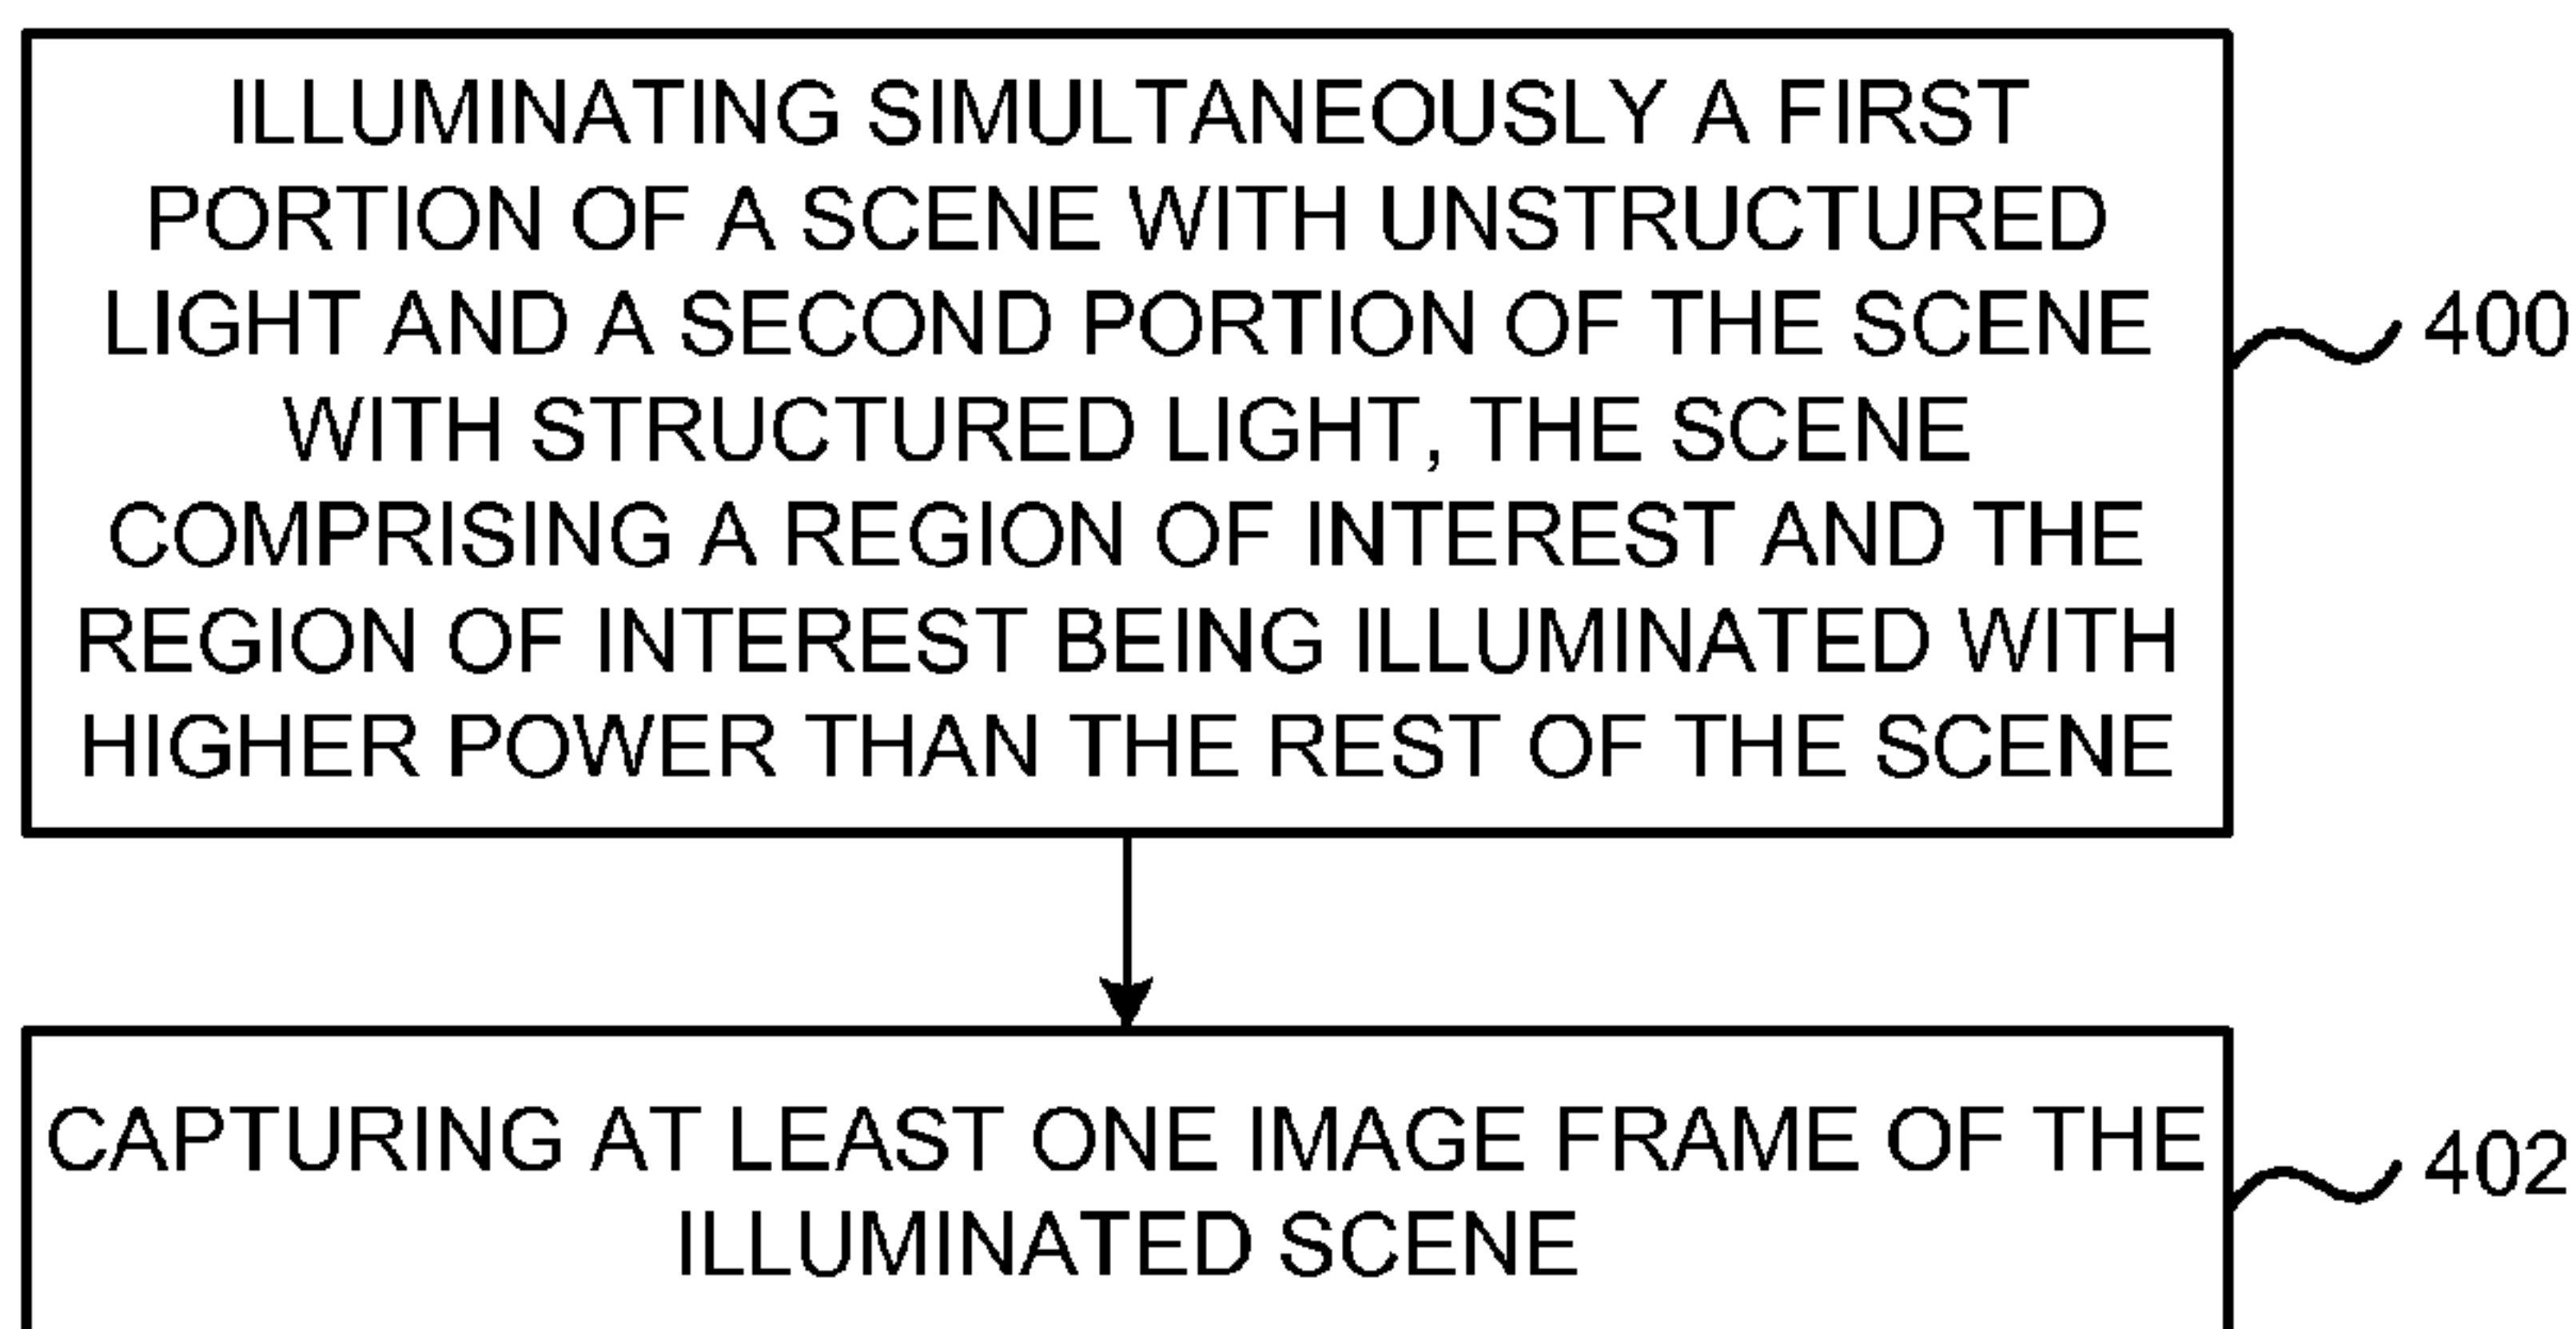 ILLUMINATING SIMULTANEOUSLY A FIRST
PORTION OF A SCENE WITH UNSTRUCTURED
LIGHT AND A SECOND PORTION OF THE SCENE
WITH STRUCTURED LIGHT, THE SCENE
COMPRISING A REGION OF INTEREST AND THE
REGION OF INTEREST BEING ILLUMINATED WITH
HIGHER POWER THAN THE REST OF THE SCENE
400
CAPTURING AT LEAST ONE IMAGE FRAME OF THE
ILLUMINATED SCENE
402